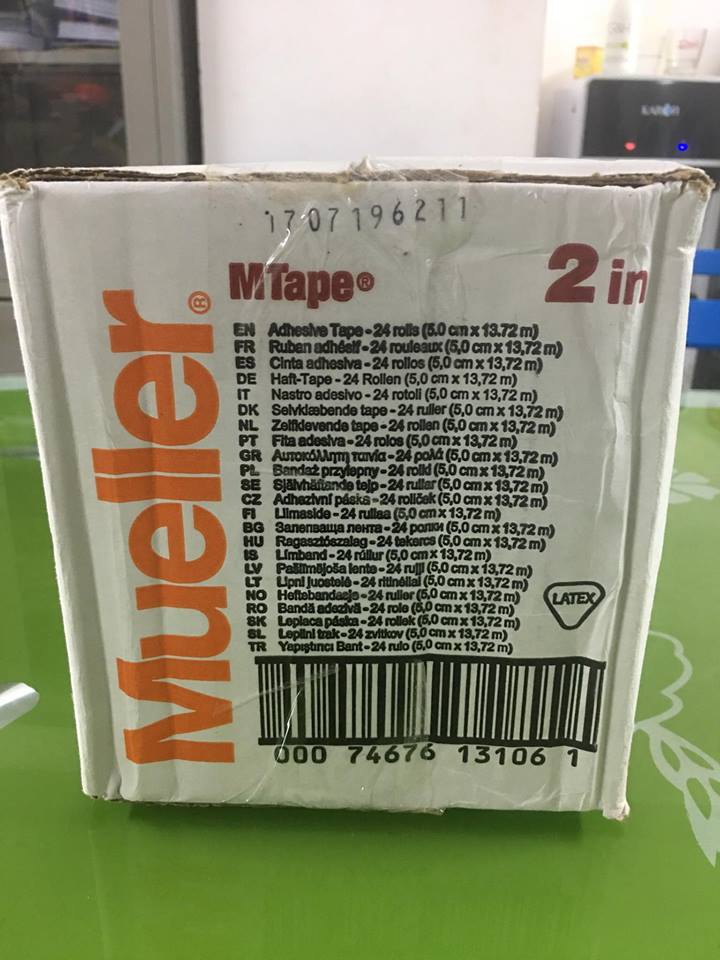 17 07 196211
MTape® 2 in
Mueller®
EN Adhesive Tape - 24 rolls (5.0 cm x 13.72 m)
FR Ruban adhésif - 24 rouleaux (5,0 cm x 13,72 m)
ES Cinta adhesiva - 24 rollos (5,0 cm x 13,72 m)
DE Haft-Tape - 24 Rollen (5,0 cm x 13,72 m)
IT Nastro adesivo - 24 rotoli (5,0 cm x 13,72 m)
DK Selvklæbende tape - 24 ruller (5,0 cm x 13,72 m)
NL Zelfklevende tape - 24 rollen (5,0 cm x 13,72 m)
PT Fita adesiva - 24 rolos (5,0 cm x 13,72 m)
GR Αυτοκόλλητη ταινία - 24 ρολά (5,0 cm x 13,72 m)
PL Bandaż przylepny - 24 rolki (5,0 cm x 13,72 m)
SE Självhäftande tejp - 24 rullar (5,0 cm x 13,72 m)
CZ Adhezivní páska - 24 roliček (5,0 cm x 13,72 m)
FI Liimaside - 24 rullaa (5,0 cm x 13,72 m)
BG Залепваща лента - 24 ролки (5,0 cm x 13,72 m)
HU Ragasztószalag - 24 tekercs (5,0 cm x 13,72 m)
IS Límband - 24 rúllur (5,0 cm x 13,72 m)
LV Pašlīmējoša lente - 24 ruļļi (5,0 cm x 13,72 m)
LT Lipni juostelė - 24 ritinėliai (5,0 cm x 13,72 m)
NO Heftebandasje - 24 ruller (5,0 cm x 13,72 m)
RO Bandă adezivă - 24 role (5,0 cm x 13,72 m)
SK Lepiaca páska - 24 roliek (5,0 cm x 13,72 m)
SL Lepilni trak - 24 zvitkov (5,0 cm x 13,72 m)
TR Yapıştırıcı Bant - 24 rulo (5,0 cm x 13,72 m)
LATEX
000 74676 13106 1